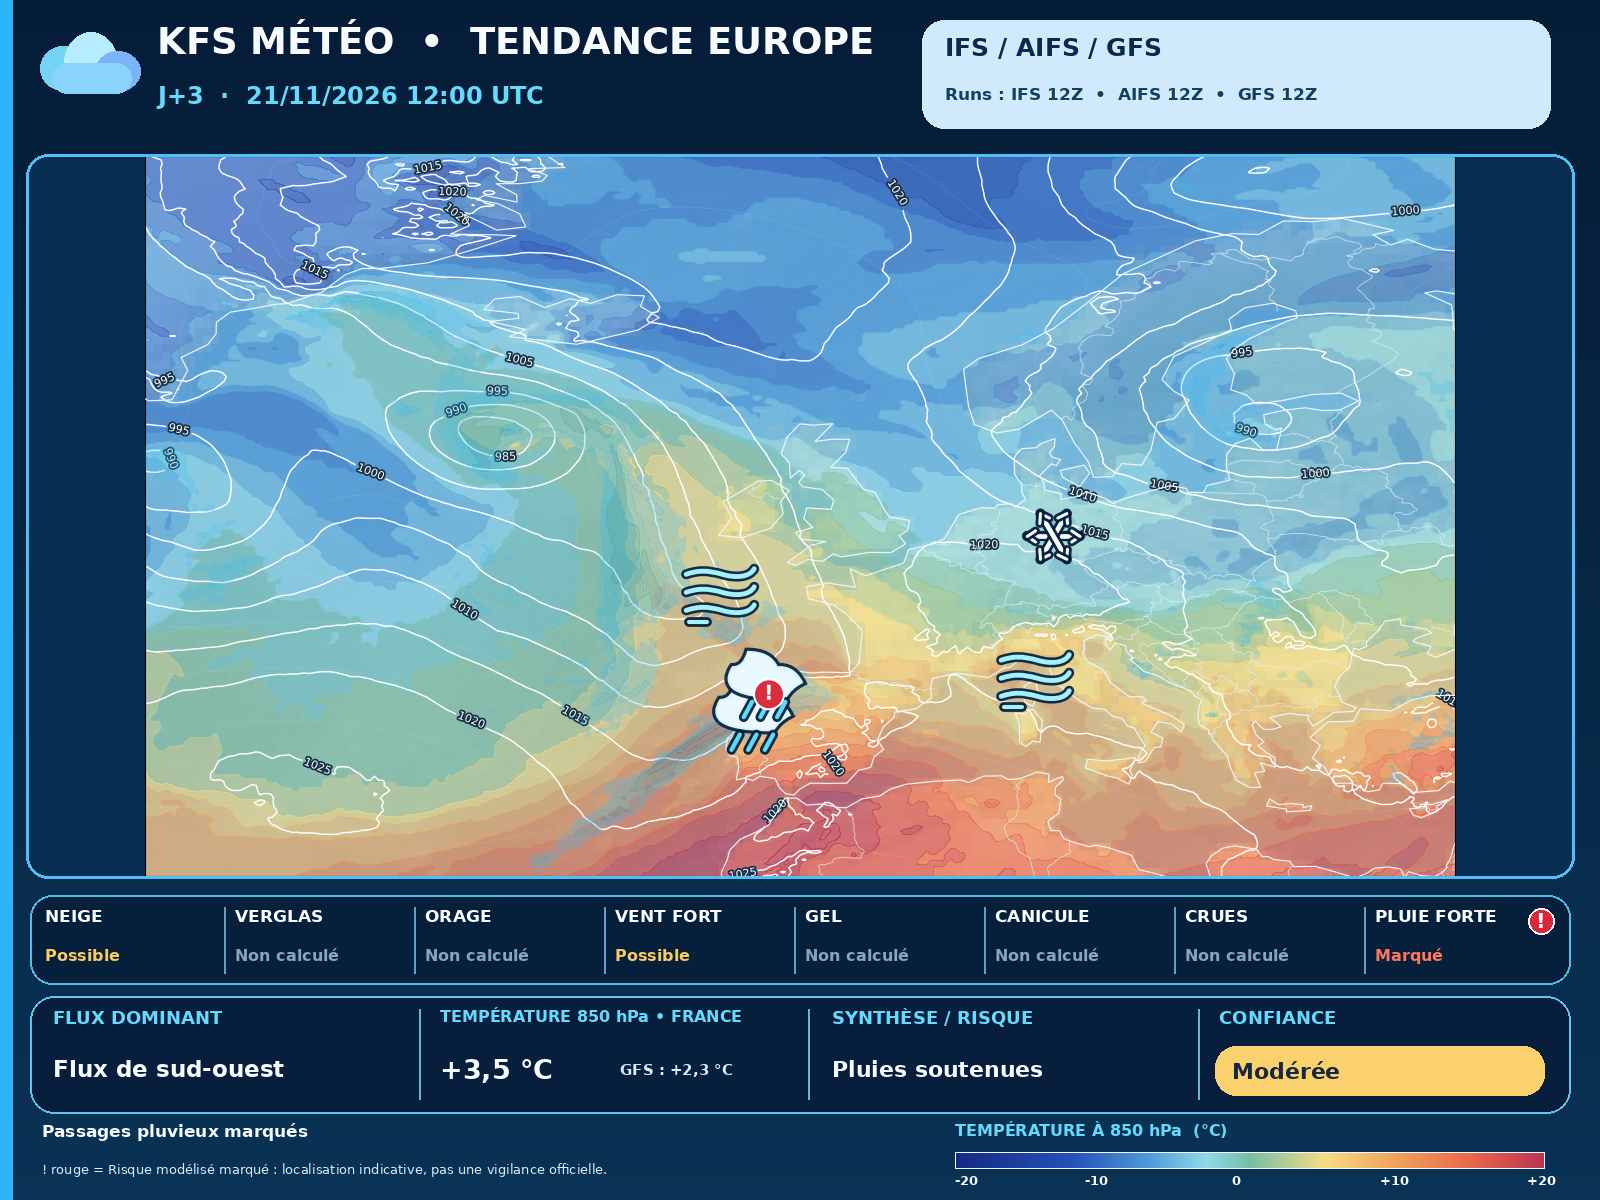 KFS MÉTÉO • TENDANCE EUROPE
J+3 · 21/11/2026 12:00 UTC
IFS / AIFS / GFS
Runs : IFS 12Z • AIFS 12Z • GFS 12Z
1015
1020
1020
1020
1000
1015
1005
995
995
995
990
990
995
985
990
990
1000
1000
1005
1010
1015
1020
1010
1020
1015
1020
1025
1020
1025
!
NEIGE
Possible
VERGLAS
Non calculé
ORAGE
Non calculé
VENT FORT
Possible
GEL
Non calculé
CANICULE
Non calculé
CRUES
Non calculé
PLUIE FORTE
!
Marqué
FLUX DOMINANT
Flux de sud-ouest
TEMPÉRATURE 850 hPa • FRANCE
+3,5 °C
GFS : +2,3 °C
SYNTHÈSE / RISQUE
Pluies soutenues
CONFIANCE
Modérée
Passages pluvieux marqués
! rouge = Risque modélisé marqué : localisation indicative, pas une vigilance officielle.
TEMPÉRATURE À 850 hPa (°C)
-20
-10
0
+10
+20